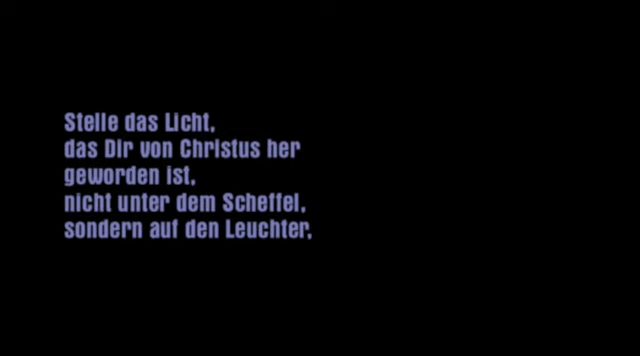 Stelle das Licht,
das Dir von Christus her
geworden ist,
nicht unter dem Scheffel,
sondern auf den Leuchter,